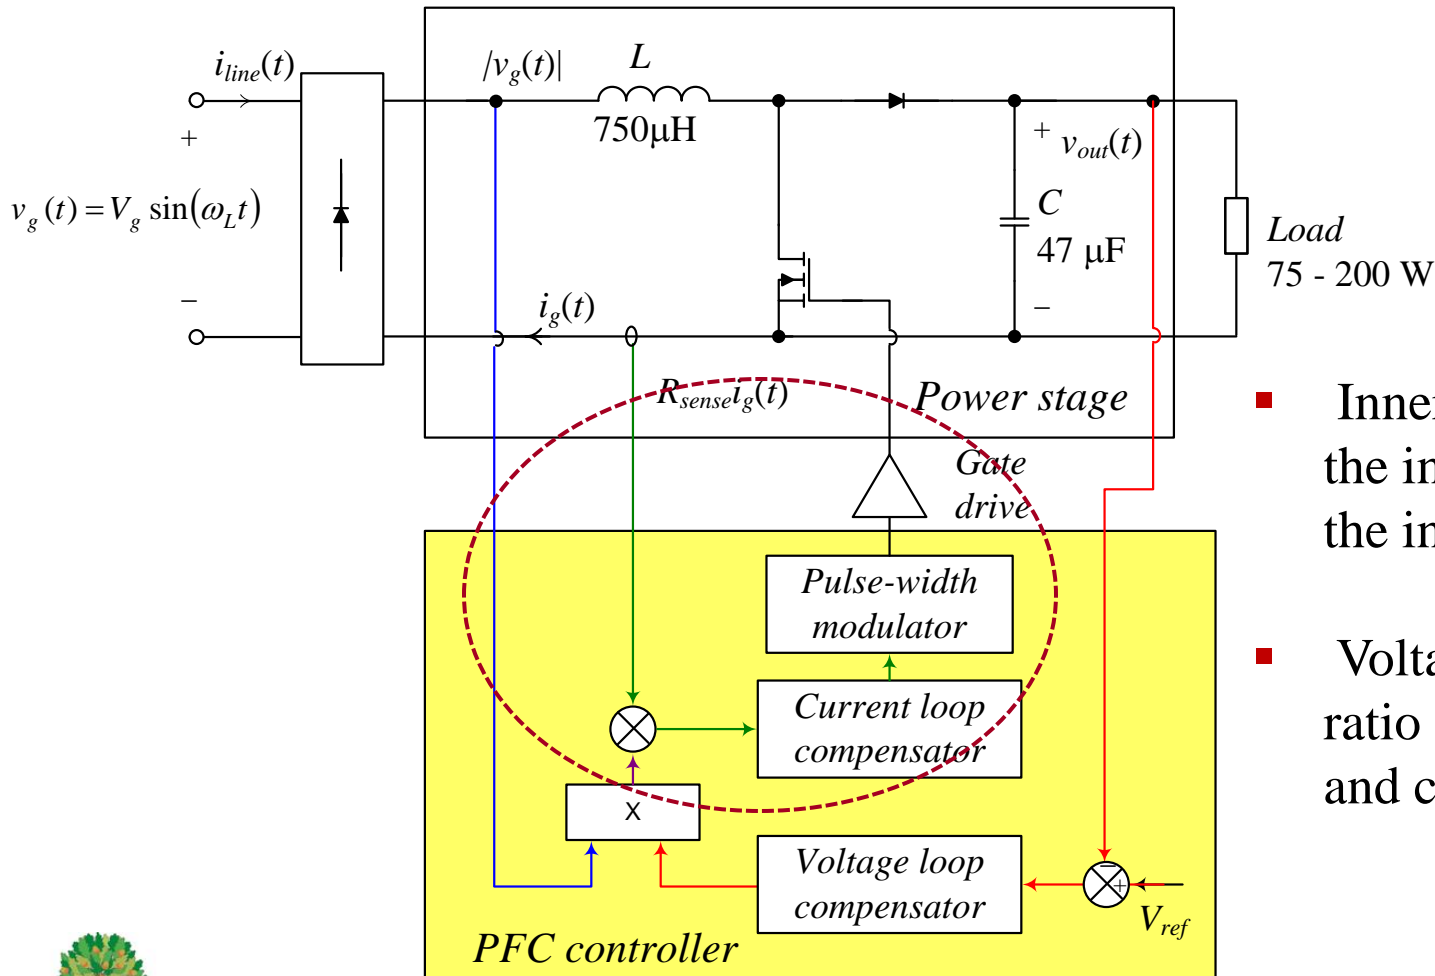 i_line(t)
|v_g(t)|
L
750μH
+
v_g(t) = V_g sin(ω_L t)
−
+ v_out(t)
C
47 μF
−
Load
75 - 200 W
i_g(t)
R_sense i_g(t)
Power stage
Gate
drive
Pulse-width
modulator
Current loop
compensator
X
Voltage loop
compensator
−
+
V_ref
PFC controller
▪ 
the in
the in
▪ 
ratio
and c